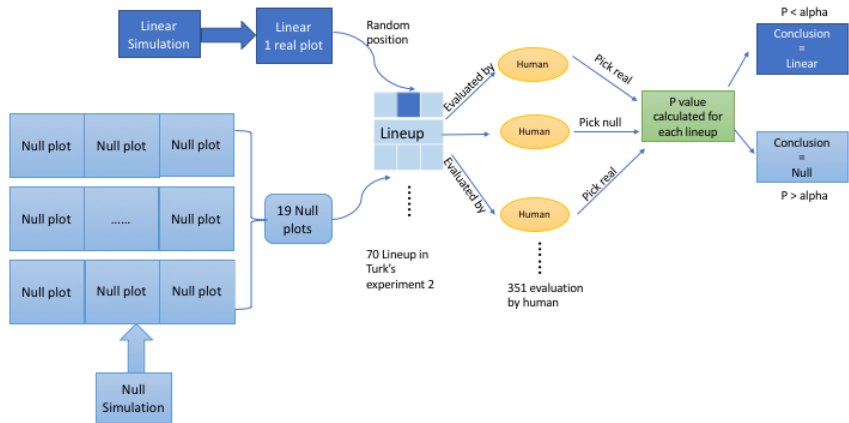 Linear
Simulation
Linear
1 real plot
Random
position
Null plot
Null plot
Null plot
Null plot
......
Null plot
Null plot
Null plot
Null plot
Null
Simulation
19 Null
plots
Lineup
70 Lineup in
Turk's
experiment 2
Evaluated by
Evaluated by
Human
Human
Human
351 evaluation
by human
Pick real
Pick null
Pick real
P value
calculated for
each lineup
P < alpha
Conclusion
=
Linear
Conclusion
=
Null
P > alpha